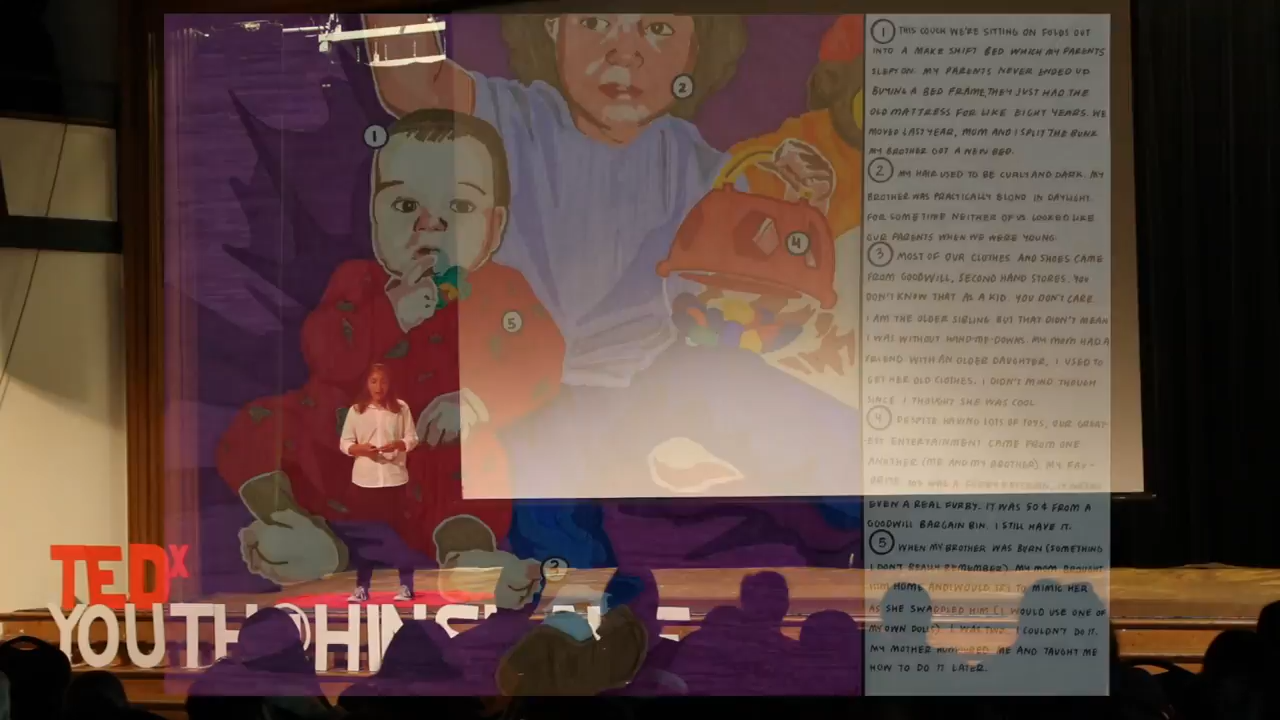 1 THIS COUCH WE'RE SITTING ON FOLDS OUT
INTO A MAKE SHIFT BED WHICH MY PARENTS
SLEPT ON. MY PARENTS NEVER ENDED UP
BUYING A BED FRAME, THEY JUST HAD THE
OLD MATTRESS FOR LIKE EIGHT YEARS. WE
MOVED LAST YEAR, MOM AND I SPLIT THE BUNK
MY BROTHER GOT A NEW BED.
2 MY HAIR USED TO BE CURLY AND DARK. MY
BROTHER WAS PRACTICALLY BLOND IN DAYLIGHT.
FOR SOME TIME NEITHER OF US LOOKED LIKE
OUR PARENTS WHEN WE WERE YOUNG.
3 MOST OF OUR CLOTHES AND SHOES CAME
FROM GOODWILL, SECOND HAND STORES. YOU
DON'T KNOW THAT AS A KID. YOU DON'T CARE.
I AM THE OLDER SIBLING BUT THAT DIDN'T MEAN
I WAS WITHOUT HAND-ME-DOWNS. MY MOM HAD A
FRIEND WITH AN OLDER DAUGHTER. I USED TO
GET HER OLD CLOTHES. I DIDN'T MIND THOUGH
SINCE I THOUGHT SHE WAS COOL
4 DESPITE HAVING LOTS OF TOYS, OUR GREAT-
EST ENTERTAINMENT CAME FROM ONE
ANOTHER (ME AND MY BROTHER). MY FAV-
ORITE TOY WAS A FURBY
EVEN A REAL FURBY. IT WAS 50¢ FROM A
GOODWILL BARGAIN BIN. I STILL HAVE IT.
5 WHEN MY BROTHER WAS BORN (SOMETHING
I DON'T REALLY REMEMBER) MY MOM BROUGHT
HIM HOME AND I WOULD TRY TO MIMIC HER
AS SHE SWADDLED HIM (I WOULD USE ONE OF
MY OWN DOLLS). I WAS TWO. I COULDN'T DO IT.
MY MOTHER HUMOURED ME AND TAUGHT ME
HOW TO DO IT LATER.
1
2
4
5
3
TEDx
YOUTH@HINSDALE